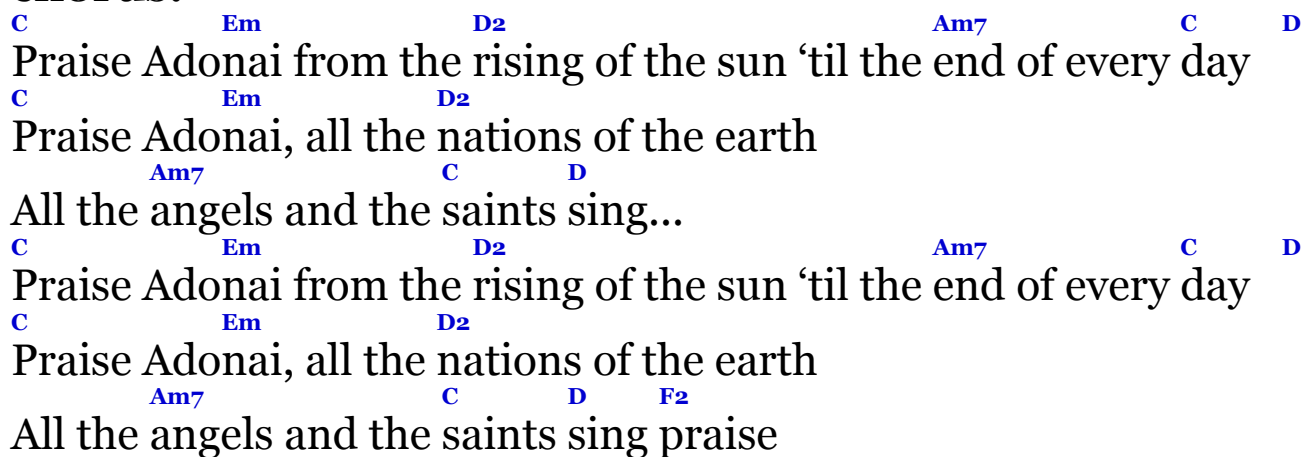 C Em D2 Am7 C D
Praise Adonai from the rising of the sun ‘til the end of every day
C Em D2
Praise Adonai, all the nations of the earth
Am7 C D
All the angels and the saints sing...
C Em D2 Am7 C D
Praise Adonai from the rising of the sun ‘til the end of every day
C Em D2
Praise Adonai, all the nations of the earth
Am7 C D F2
All the angels and the saints sing praise